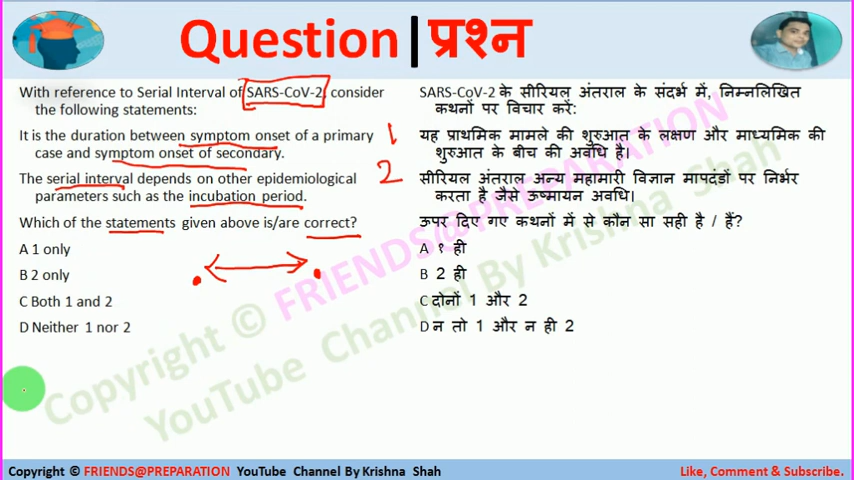 Question|प्रश्न
With reference to Serial Interval of SARS-CoV-2, consider
the following statements:
It is the duration between symptom onset of a primary 1
case and symptom onset of secondary.
The serial interval depends on other epidemiological 2
parameters such as the incubation period.
Which of the statements given above is/are correct?
A 1 only
B 2 only
C Both 1 and 2
D Neither 1 nor 2
SARS-CoV-2 के सीरियल अंतराल के संदर्भ में, निम्नलिखित
कथनों पर विचार करें:
यह प्राथमिक मामले की शुरुआत के लक्षण और माध्यमिक की
शुरुआत के बीच की अवधि है।
सीरियल अंतराल अन्य महामारी विज्ञान मापदंडों पर निर्भर
करता है जैसे ऊष्मायन अवधि।
ऊपर दिए गए कथनों में से कौन सा सही है / हैं?
A १ ही
B 2 ही
C दोनों 1 और 2
D न तो 1 और न ही 2
Copyright © FRIENDS@PREPARATION
YouTube Channel By Krishna Shah
Copyright © FRIENDS@PREPARATION YouTube Channel By Krishna Shah
Like, Comment & Subscribe.